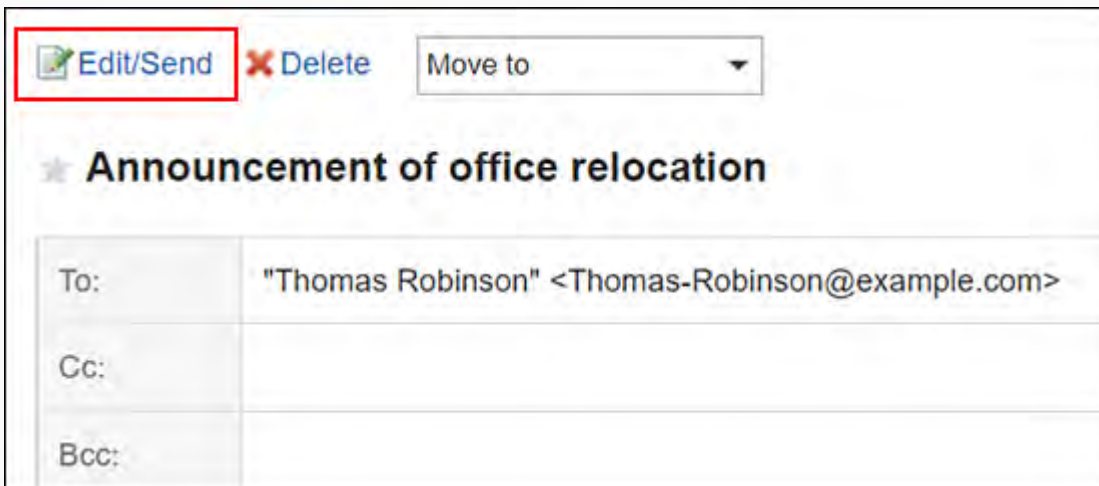 Edit/Send Delete Move to
Announcement of office relocation
To: "Thomas Robinson" <Thomas-Robinson@example.com>
Cc:
Bcc: